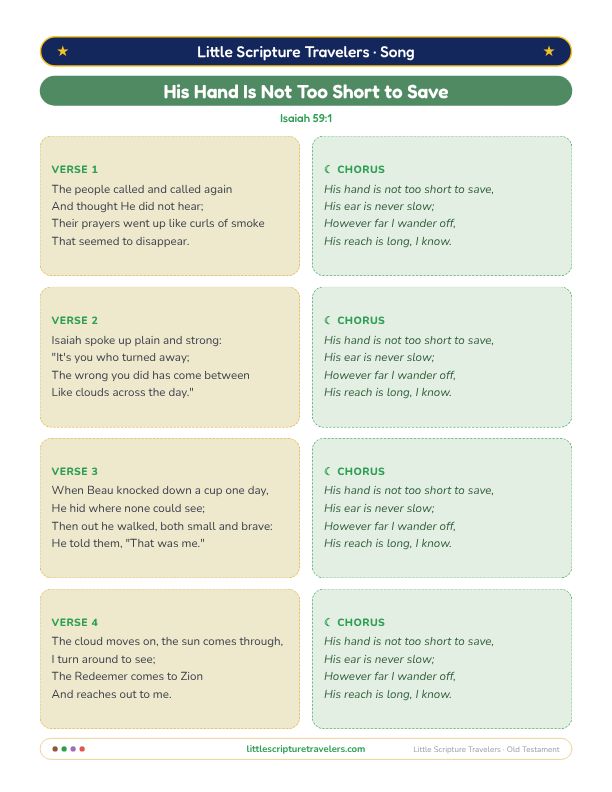 ★ Little Scripture Travelers · Song ★
His Hand Is Not Too Short to Save
Isaiah 59:1
VERSE 1
The people called and called again
And thought He did not hear;
Their prayers went up like curls of smoke
That seemed to disappear.
☾ CHORUS
His hand is not too short to save,
His ear is never slow;
However far I wander off,
His reach is long, I know.
VERSE 2
Isaiah spoke up plain and strong:
"It's you who turned away;
The wrong you did has come between
Like clouds across the day."
☾ CHORUS
His hand is not too short to save,
His ear is never slow;
However far I wander off,
His reach is long, I know.
VERSE 3
When Beau knocked down a cup one day,
He hid where none could see;
Then out he walked, both small and brave:
He told them, "That was me."
☾ CHORUS
His hand is not too short to save,
His ear is never slow;
However far I wander off,
His reach is long, I know.
VERSE 4
The cloud moves on, the sun comes through,
I turn around to see;
The Redeemer comes to Zion
And reaches out to me.
☾ CHORUS
His hand is not too short to save,
His ear is never slow;
However far I wander off,
His reach is long, I know.
littlescripturetravelers.com
Little Scripture Travelers · Old Testament